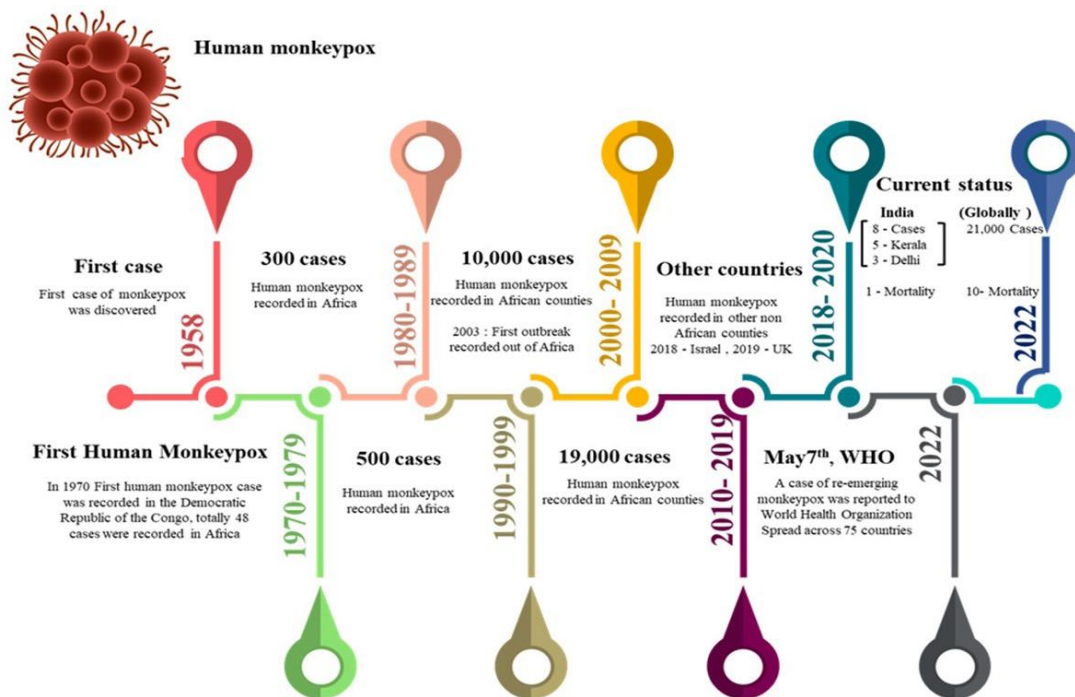 Human monkeypox
First case
First case of monkeypox
was discovered
1958
300 cases
Human monkeypox
recorded in Africa
1980-1989
10,000 cases
Human monkeypox
recorded in African counties
2003 : First outbreak
recorded out of Africa
2000- 2009
Other countries
Human monkeypox
recorded in other non
African counties
2018 - Israel , 2019 - UK
2018- 2020
Current status
India
8 - Cases
5 - Kerala
3 - Delhi
1 - Mortality
(Globally )
21,000 Cases
10- Mortality
2022
First Human Monkeypox
In 1970 First human monkeypox case
was recorded in the Democratic
Republic of the Congo, totally 48
cases were recorded in Africa
1970-1979
500 cases
Human monkeypox
recorded in Africa
1990-1999
19,000 cases
Human monkeypox
recorded in African counties
2010- 2019
May7th, WHO
A case of re-emerging
monkeypox was reported to
World Health Organization
Spread across 75 countries
2022